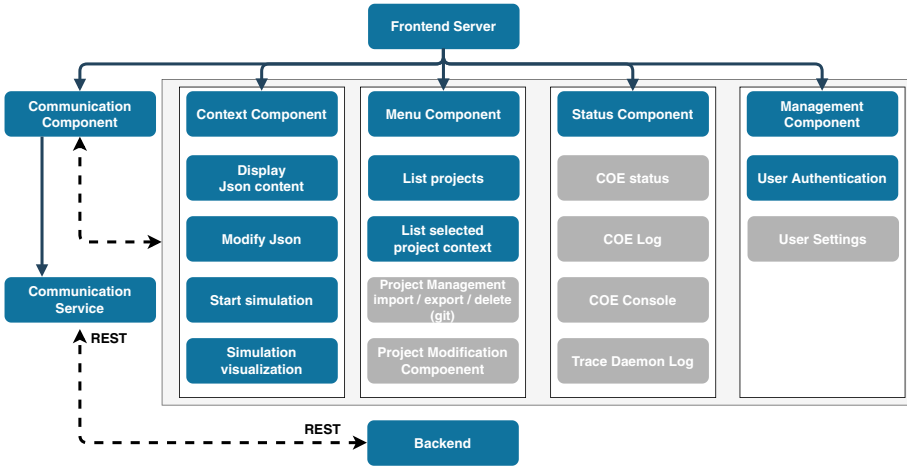 Frontend Server
Communication
Component
Context Component
Menu Component
Status Component
Management
Component
Display
Json content
List projects
COE status
User Authentication
Modify Json
List selected
project context
COE Log
User Settings
Communication
Service
Start simulation
Project Management
import / export / delete
(git)
COE Console
REST
Simulation
visualization
Project Modification
Compoenent
Trace Daemon Log
REST
Backend